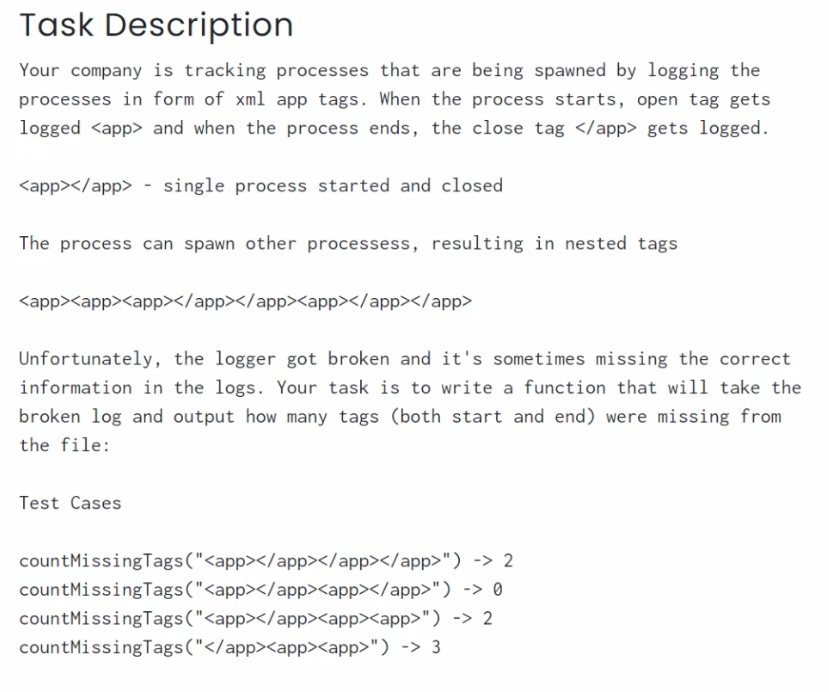 Task Description
Your company is tracking processes that are being spawned by logging the
processes in form of xml app tags. When the process starts, open tag gets
logged <app> and when the process ends, the close tag </app> gets logged.
<app></app> - single process started and closed
The process can spawn other processess, resulting in nested tags
<app><app><app></app></app><app></app></app>
Unfortunately, the logger got broken and it's sometimes missing the correct
information in the logs. Your task is to write a function that will take the
broken log and output how many tags (both start and end) were missing from
the file:
Test Cases
countMissingTags("<app></app></app></app>") -> 2
countMissingTags("<app></app><app></app>") -> 0
countMissingTags("<app></app><app><app>") -> 2
countMissingTags("</app><app><app>") -> 3